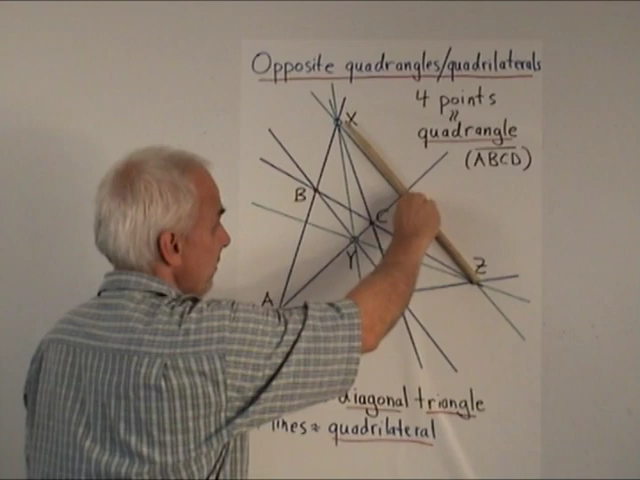 Opposite quadrangles/quadrilaterals
4 points
=
quadrangle
(ABCD)
X
B
C
Y
Z
A
diagonal triangle
lines = quadrilateral